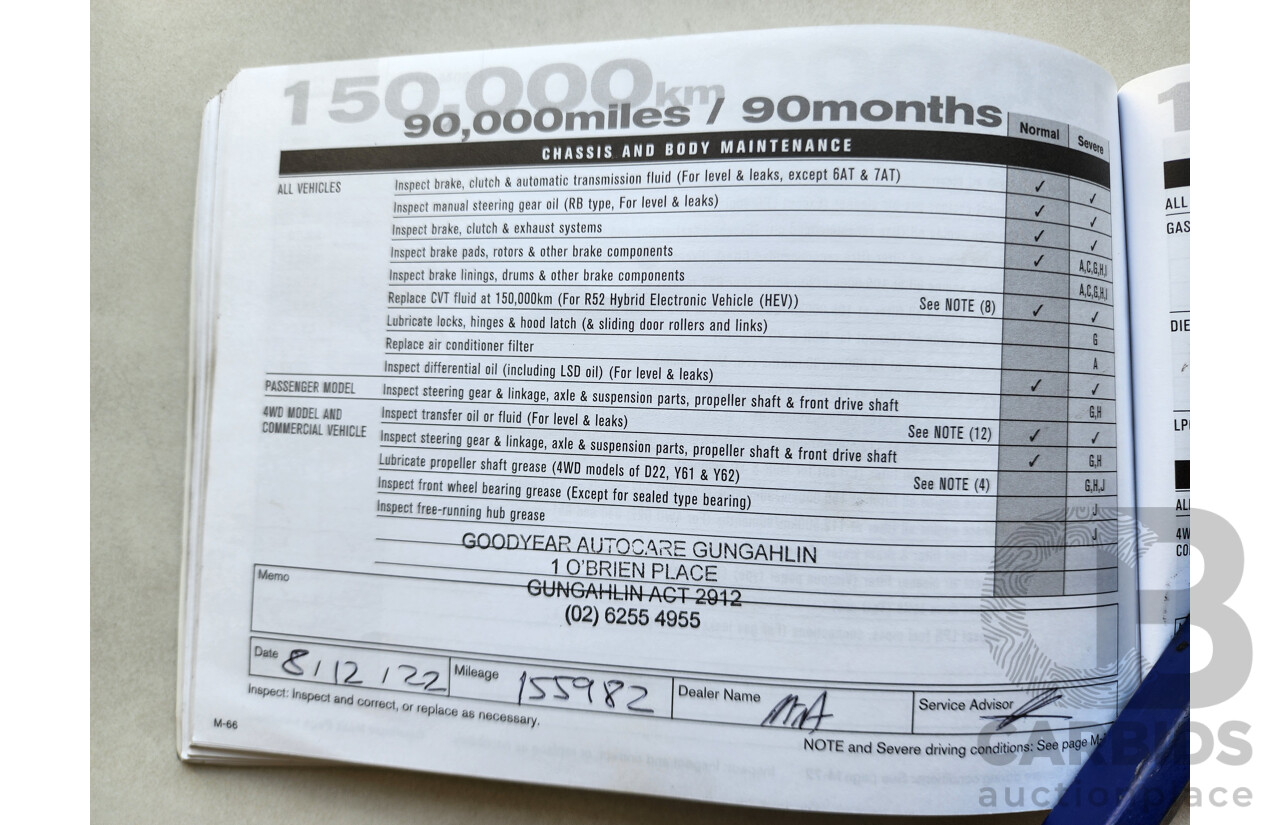 150,000km
90,000miles / 90months
Normal Severe
CHASSIS AND BODY MAINTENANCE
ALL VEHICLES Inspect brake, clutch & automatic transmission fluid (For level & leaks, except 6AT & 7AT) ✓ ✓
Inspect manual steering gear oil (RB type, For level & leaks) ✓ ✓
Inspect brake, clutch & exhaust systems ✓ ✓
Inspect brake pads, rotors & other brake components ✓ A,C,G,H,I
Inspect brake linings, drums & other brake components A,C,G,H,I
Replace CVT fluid at 150,000km (For R52 Hybrid Electronic Vehicle (HEV)) See NOTE (8) ✓ ✓
Lubricate locks, hinges & hood latch (& sliding door rollers and links) G
Replace air conditioner filter A
Inspect differential oil (including LSD oil) (For level & leaks) ✓ ✓
PASSENGER MODEL Inspect steering gear & linkage, axle & suspension parts, propeller shaft & front drive shaft G,H
4WD MODEL AND Inspect transfer oil or fluid (For level & leaks) See NOTE (12) ✓ ✓
COMMERCIAL VEHICLE Inspect steering gear & linkage, axle & suspension parts, propeller shaft & front drive shaft ✓ G,H
Lubricate propeller shaft grease (4WD models of D22, Y61 & Y62) See NOTE (4) G,H,J
Inspect front wheel bearing grease (Except for sealed type bearing) J
Inspect free-running hub grease J
GOODYEAR AUTOCARE GUNGAHLIN
1 O'BRIEN PLACE
GUNGAHLIN ACT 2912
(02) 6255 4955
Memo
Date 8/12/22 Mileage 155982 Dealer Name MA Service Advisor
Inspect: Inspect and correct, or replace as necessary.
M-66
NOTE and Severe driving conditions: See page M-
ALL
GAS
DIE
LP
ALL
4W
CO
CARBIDS
auctionplace